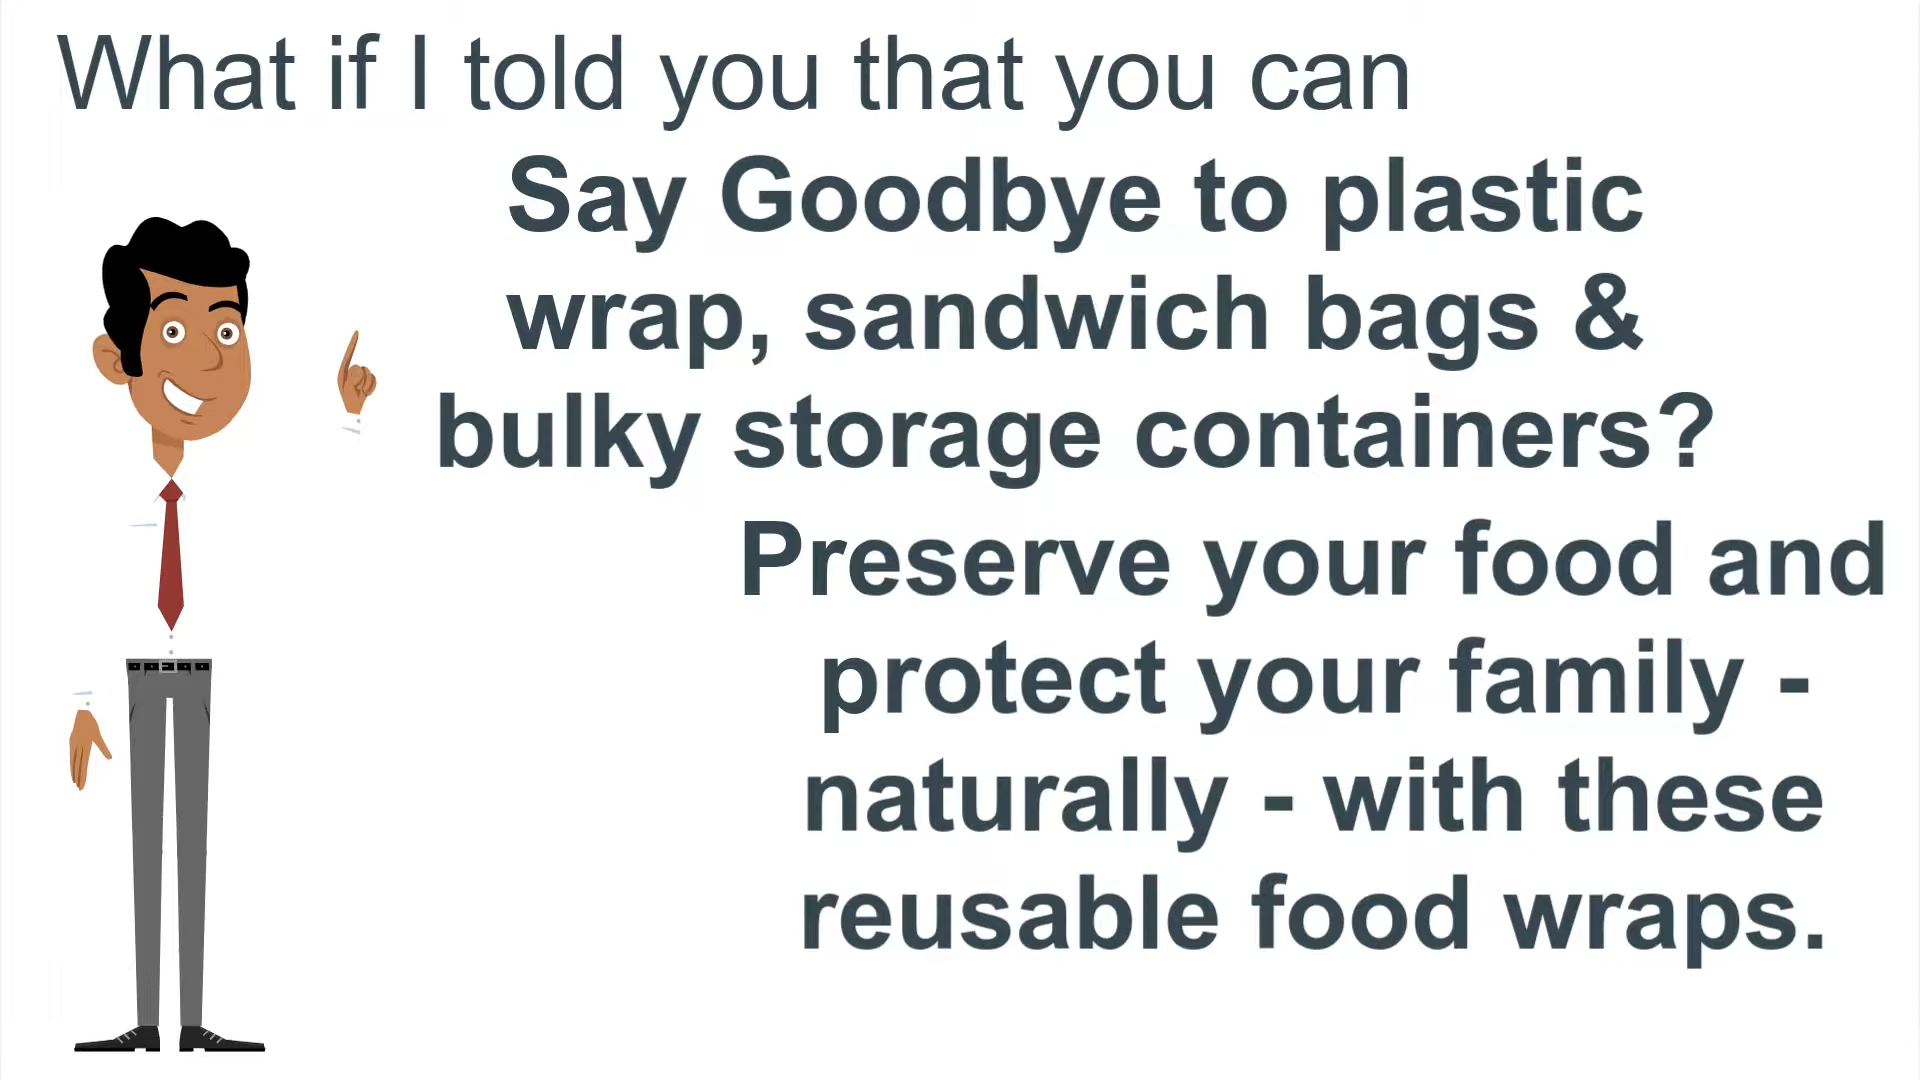 What if I told you that you can
Say Goodbye to plastic
wrap, sandwich bags &
bulky storage containers?
Preserve your food and
protect your family -
naturally - with these
reusable food wraps.